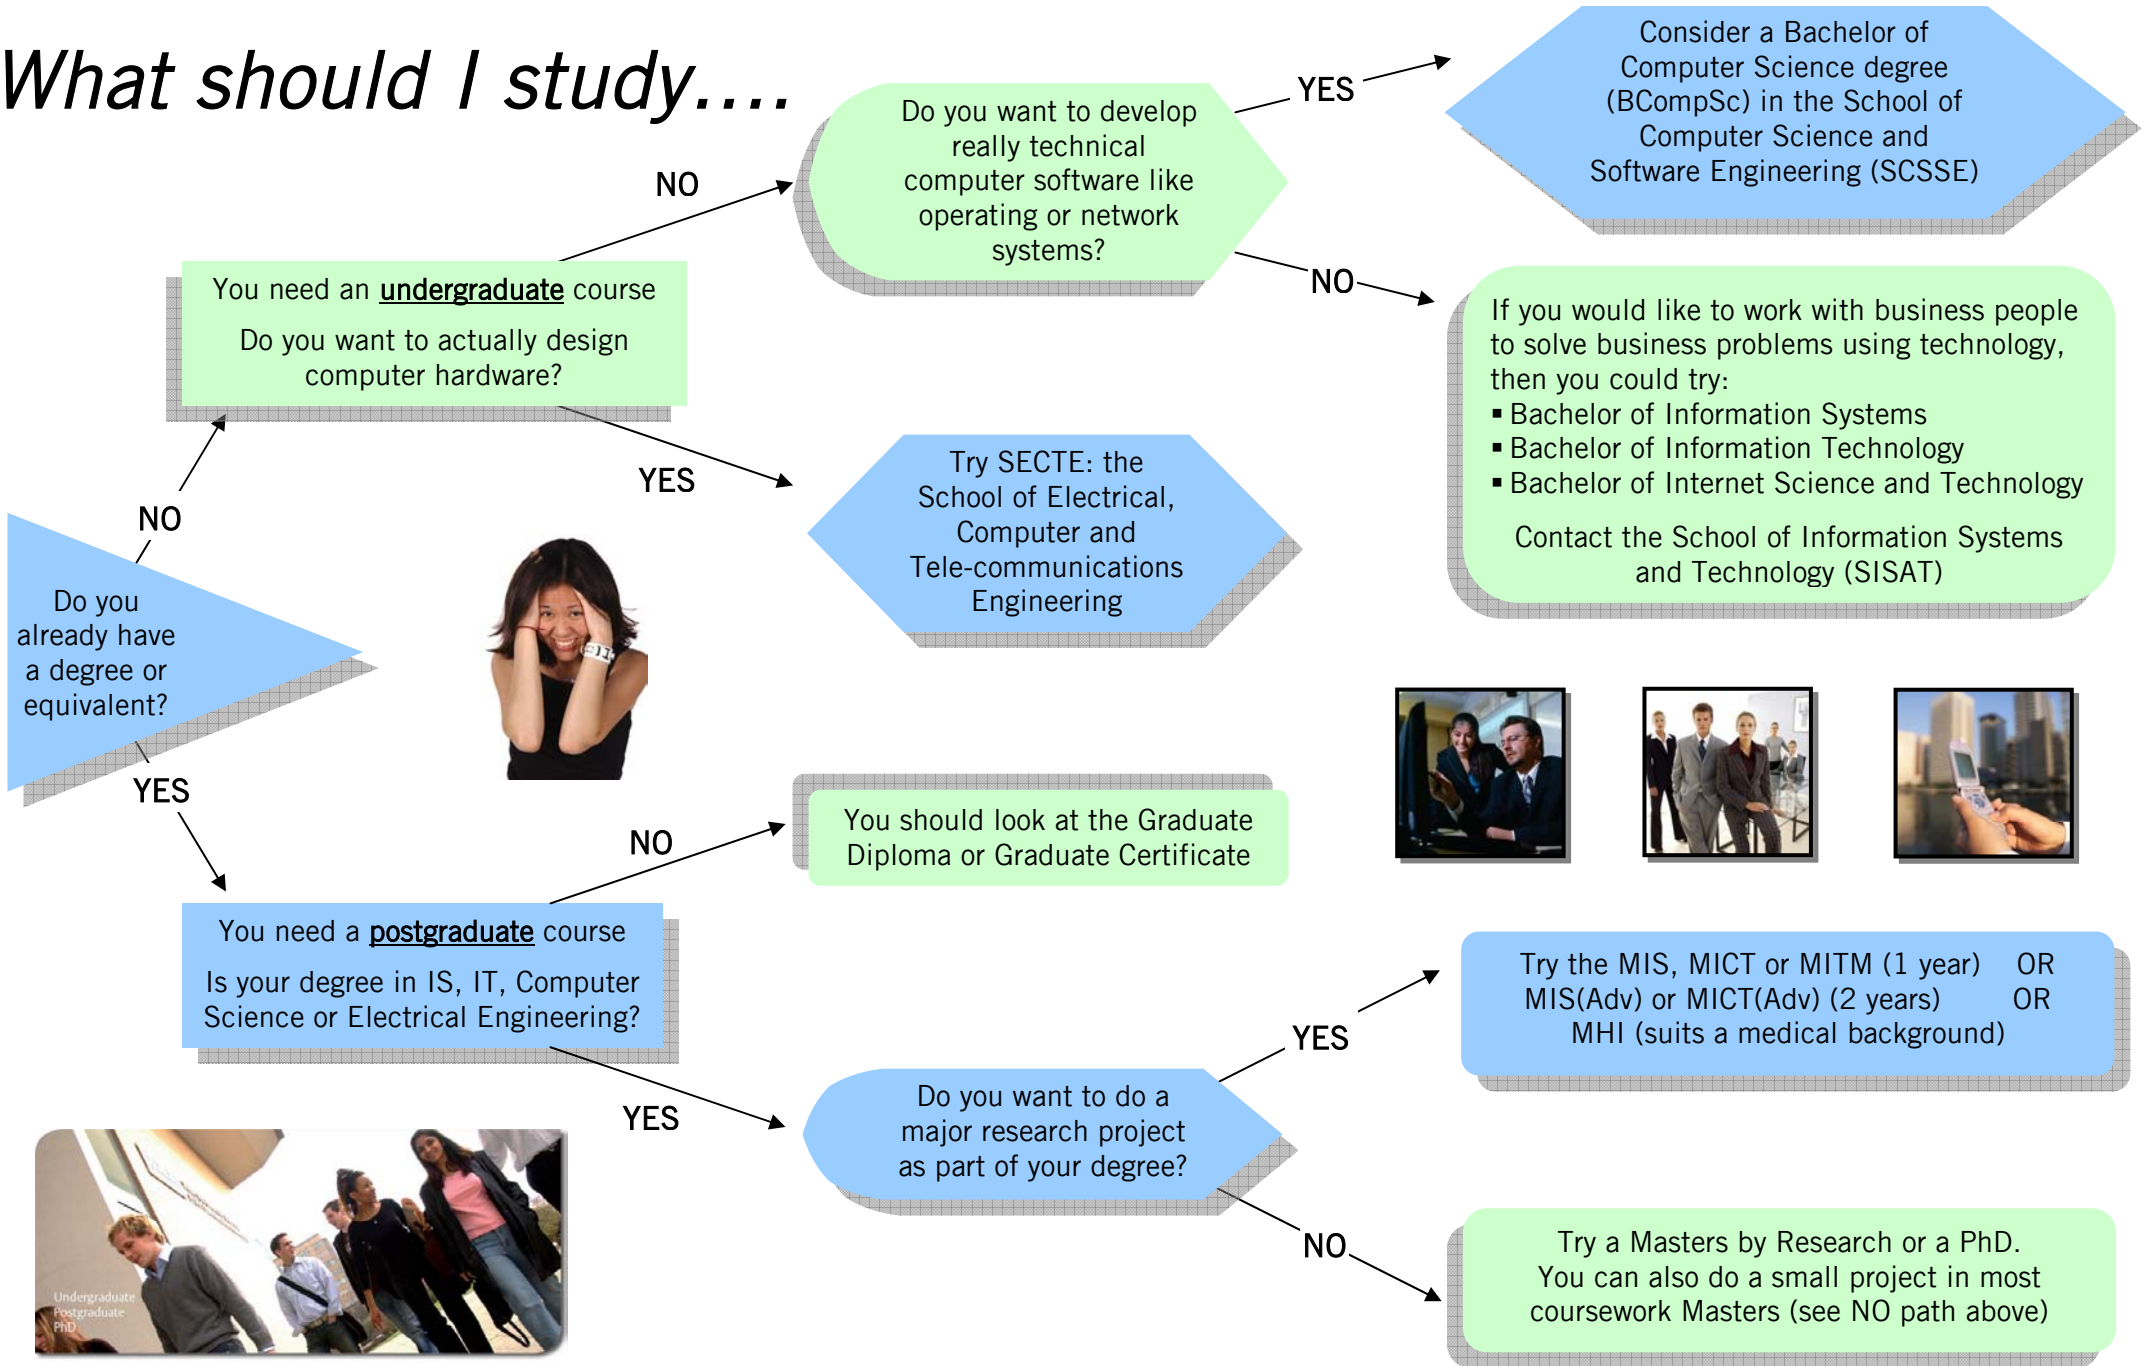 What should I study....
Do you want to develop
really technical
computer software like
operating or network
systems?
YES
Consider a Bachelor of
Computer Science degree
(BCompSc) in the School of
Computer Science and
Software Engineering (SCSSE)
NO
NO
You need an undergraduate course
Do you want to actually design
computer hardware?
If you would like to work with business people
to solve business problems using technology,
then you could try:
▪ Bachelor of Information Systems
▪ Bachelor of Information Technology
▪ Bachelor of Internet Science and Technology
Contact the School of Information Systems
and Technology (SISAT)
YES
Try SECTE: the
School of Electrical,
Computer and
Tele-communications
Engineering
NO
Do you
already have
a degree or
equivalent?
YES
NO
You should look at the Graduate
Diploma or Graduate Certificate
You need a postgraduate course
Is your degree in IS, IT, Computer
Science or Electrical Engineering?
YES
Do you want to do a
major research project
as part of your degree?
YES
Try the MIS, MICT or MITM (1 year) OR
MIS(Adv) or MICT(Adv) (2 years) OR
MHI (suits a medical background)
NO
Try a Masters by Research or a PhD.
You can also do a small project in most
coursework Masters (see NO path above)
Undergraduate
Postgraduate
PhD